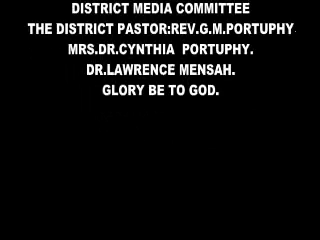 DISTRICT MEDIA COMMITTEE
THE DISTRICT PASTOR:REV.G.M.PORTUPHY
MRS.DR.CYNTHIA PORTUPHY.
DR.LAWRENCE MENSAH.
GLORY BE TO GOD.